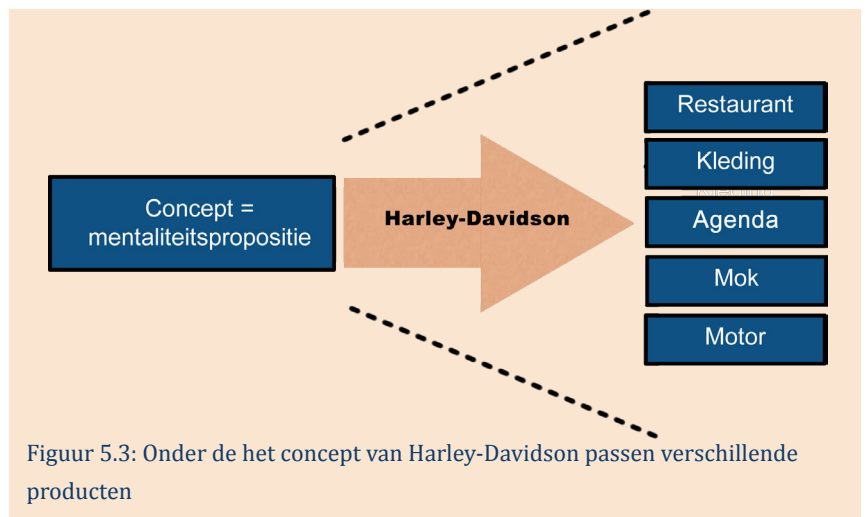 Concept =
mentaliteitspropositie
Harley-Davidson
Restaurant
Kleding
Agenda
Mok
Motor
Figuur 5.3: Onder de het concept van Harley-Davidson passen verschillende
producten